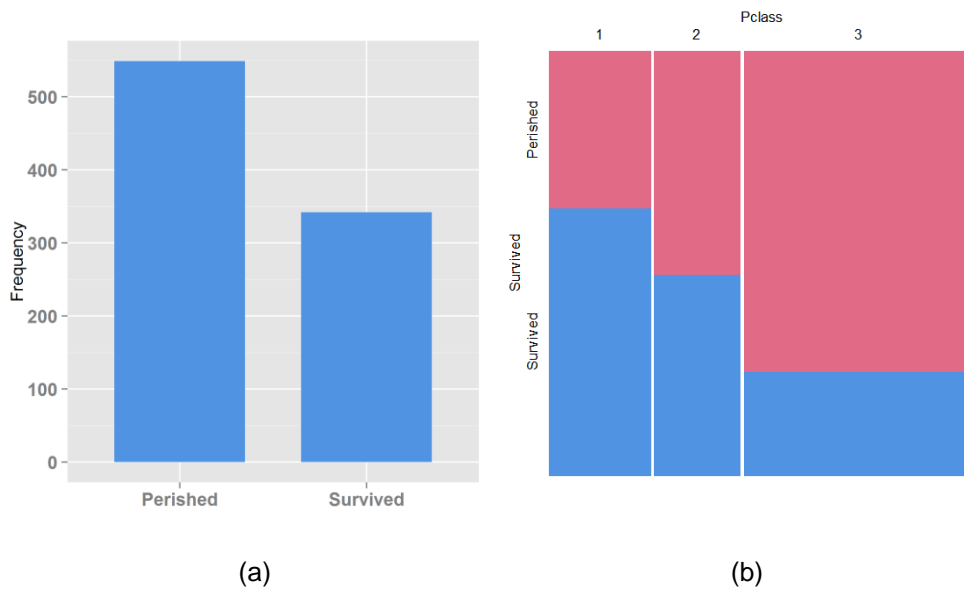 Frequency
500
400
300
200
100
0
Perished
Survived
(a)
Pclass
1
2
3
Survived
Perished
Survived
(b)